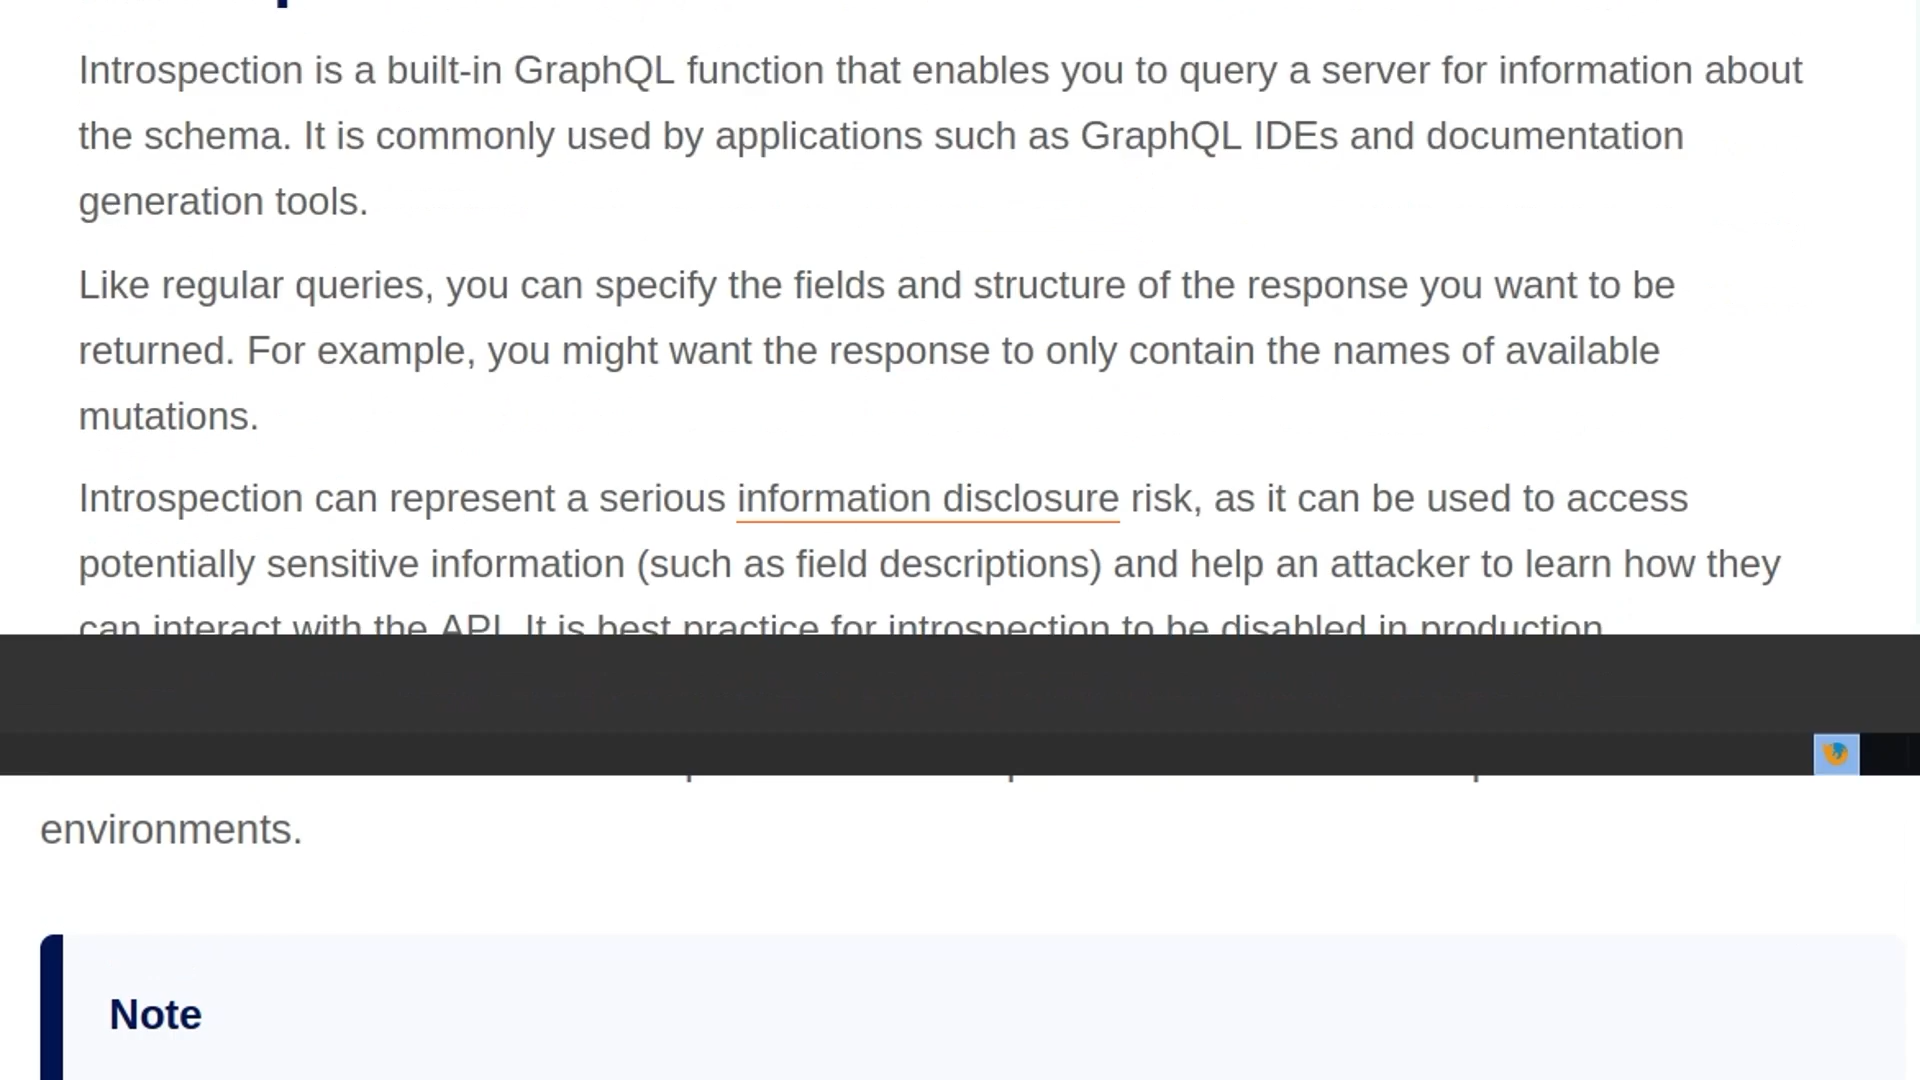 Introspection is a built-in GraphQL function that enables you to query a server for information about
the schema. It is commonly used by applications such as GraphQL IDEs and documentation
generation tools.
Like regular queries, you can specify the fields and structure of the response you want to be
returned. For example, you might want the response to only contain the names of available
mutations.
Introspection can represent a serious information disclosure risk, as it can be used to access
potentially sensitive information (such as field descriptions) and help an attacker to learn how they
can interact with the API. It is best practice for introspection to be disabled in production
environments.
Note